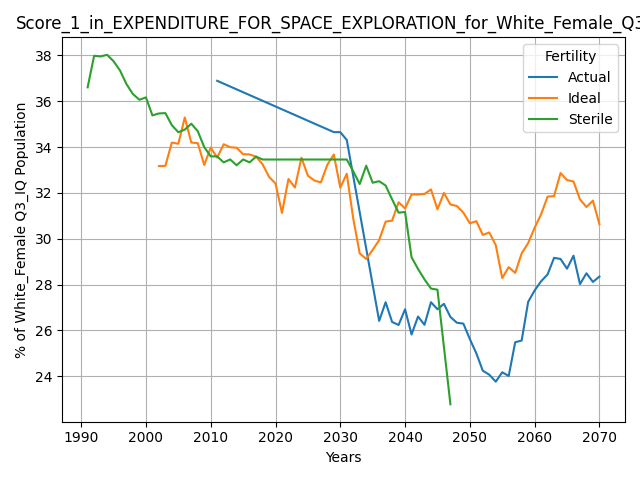 Score_1_in_EXPENDITURE_FOR_SPACE_EXPLORATION_for_White_Female_Q3
Fertility
Actual
Ideal
Sterile
% of White_Female Q3_IQ Population
38
36
34
32
30
28
26
24
1990 2000 2010 2020 2030 2040 2050 2060 2070
Years